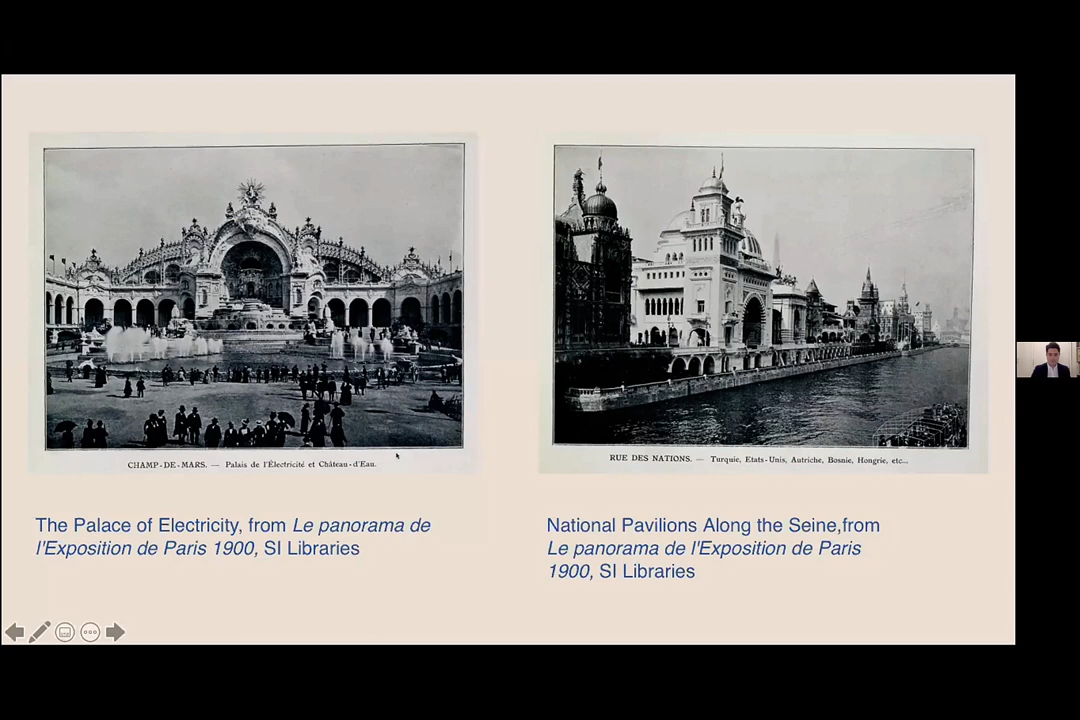 CHAMP-DE-MARS. — Palais de l'Électricité et Château-d'Eau.
RUE DES NATIONS. — Turquie, Etats-Unis, Autriche, Bosnie, Hongrie, etc...
The Palace of Electricity, from Le panorama de
l'Exposition de Paris 1900, SI Libraries
National Pavilions Along the Seine,from
Le panorama de l'Exposition de Paris
1900, SI Libraries